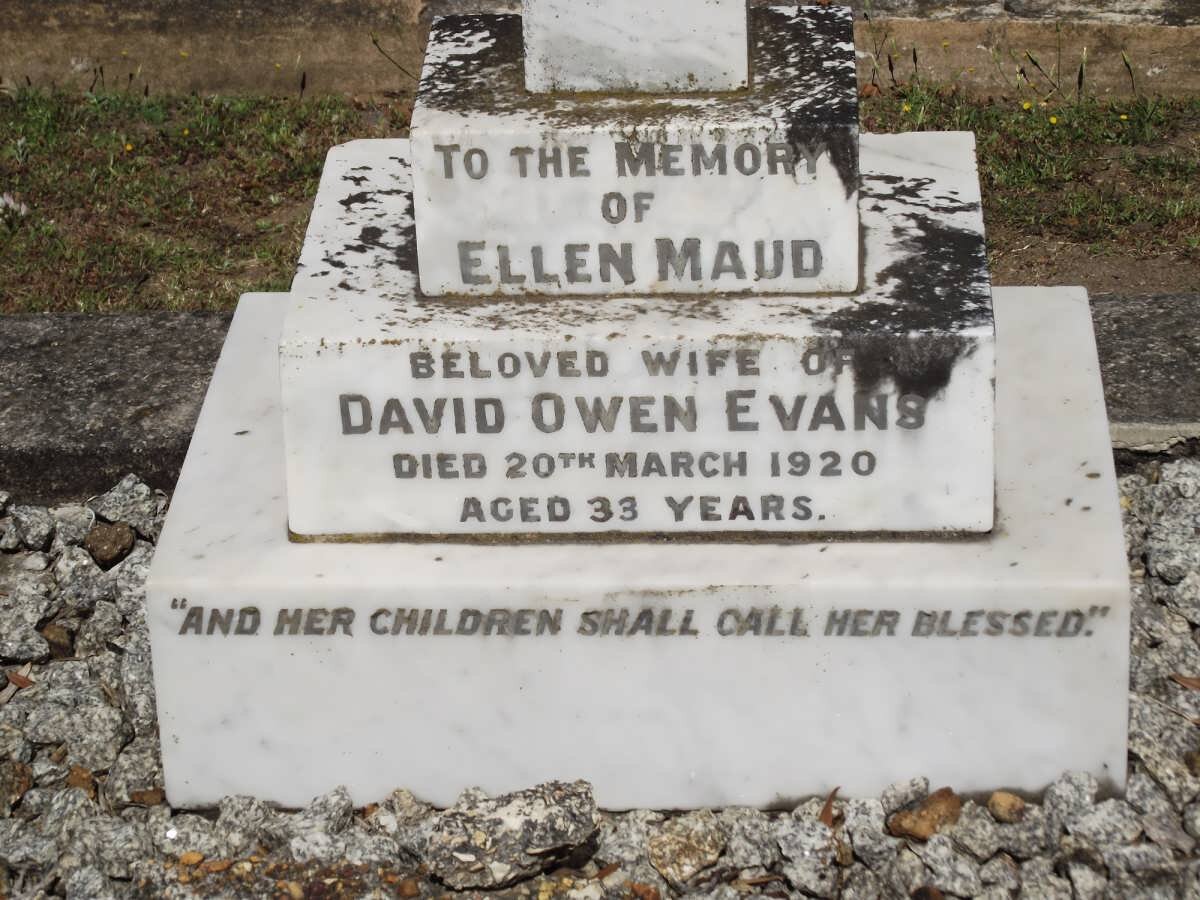 TO THE MEMORY
OF
ELLEN MAUD
BELOVED WIFE OF
DAVID OWEN EVANS
DIED 20TH MARCH 1920
AGED 33 YEARS.
"AND HER CHILDREN SHALL CALL HER BLESSED."